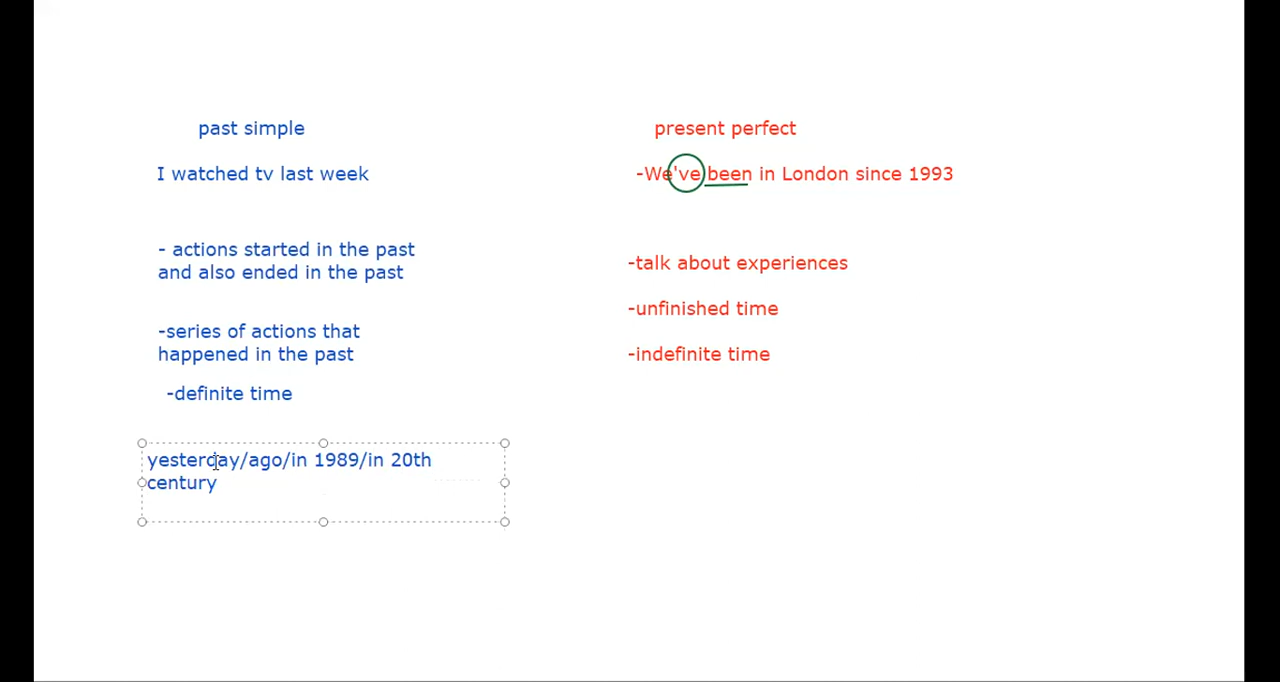 past simple
I watched tv last week
- actions started in the past
and also ended in the past
-series of actions that
happened in the past
-definite time
yesterday/ago/in 1989/in 20th
century
present perfect
-We've been in London since 1993
-talk about experiences
-unfinished time
-indefinite time